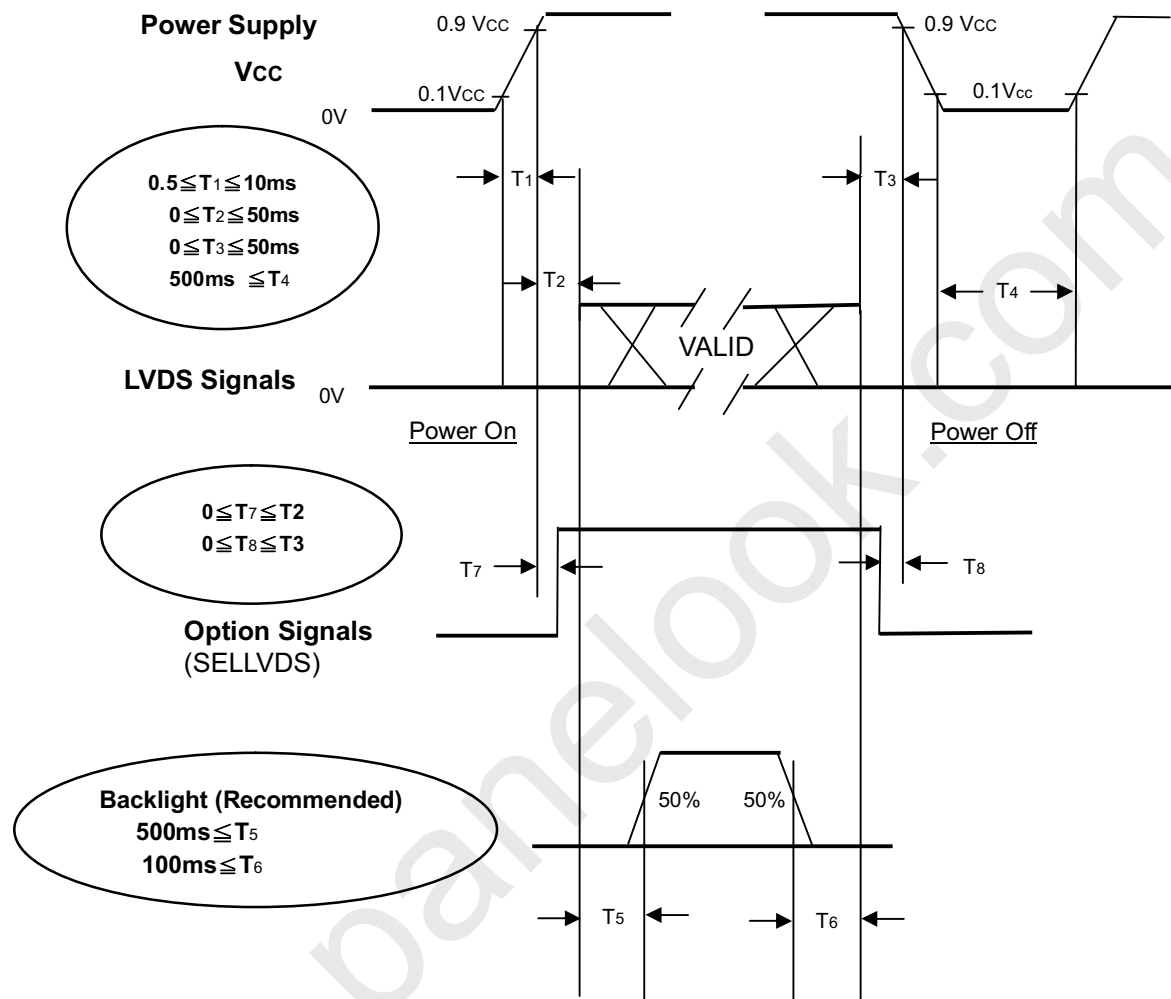 Power Supply
Vcc
0.9 Vcc
0.9 Vcc
0.1Vcc
0.1Vcc
0V
0.5≦T1≦10ms
0≦T2≦50ms
0≦T3≦50ms
500ms ≦T4
T1
T3
T2
T4
VALID
LVDS Signals
0V
Power On
Power Off
0≦T7≦T2
0≦T8≦T3
T7
T8
Option Signals
(SELLVDS)
Backlight (Recommended)
500ms≦T5
100ms≦T6
50%
50%
T5
T6
panelook.com